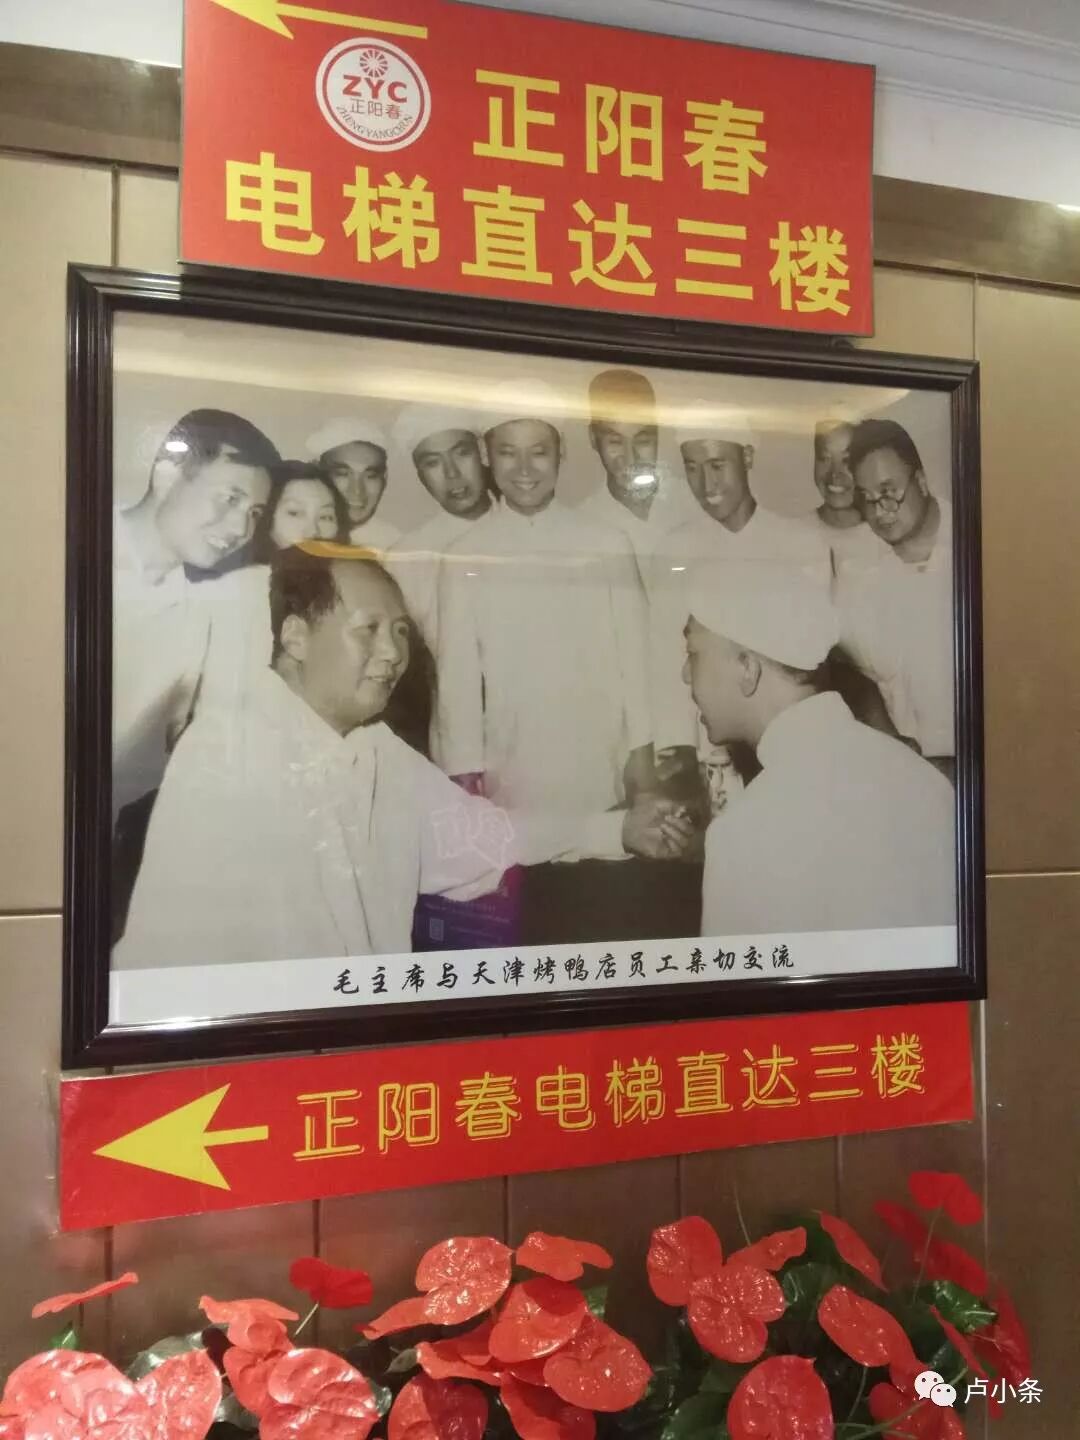 ZYC
正阳春
ZHENGYANGCHUN
正阳春
电梯直达三楼
毛主席与天津烤鸭店员工亲切交流
正阳春电梯直达三楼
卢小条